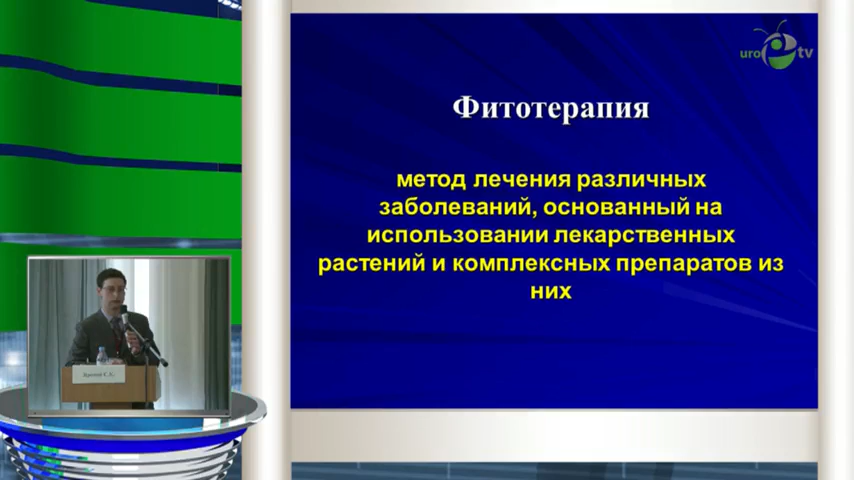 uro tv
Фитотерапия
метод лечения различных
заболеваний, основанный на
использовании лекарственных
растений и комплексных препаратов из
них